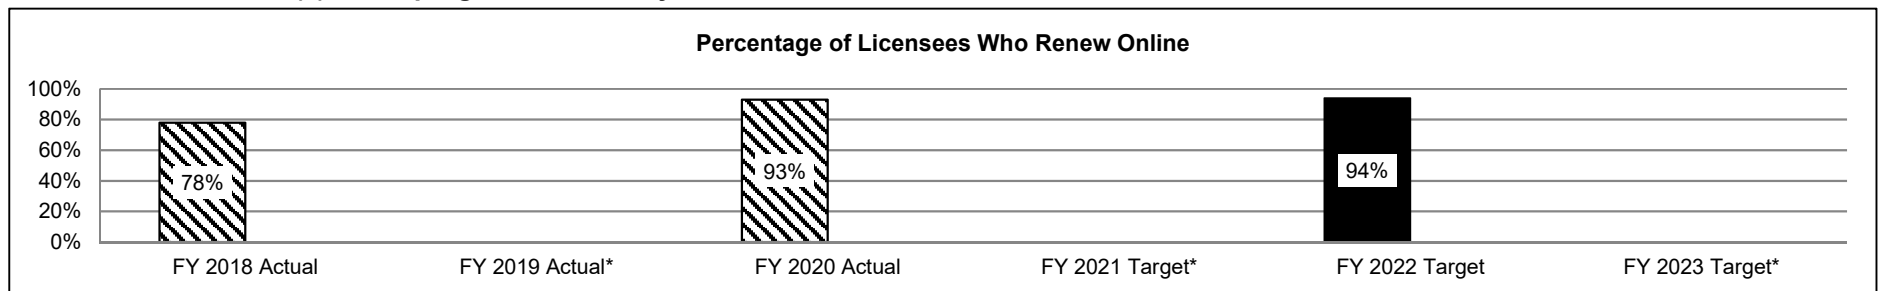 Percentage of Licensees Who Renew Online
100%
80%
60%
40%
20%
0%
78%
93%
94%
FY 2018 Actual
FY 2019 Actual*
FY 2020 Actual
FY 2021 Target*
FY 2022 Target
FY 2023 Target*